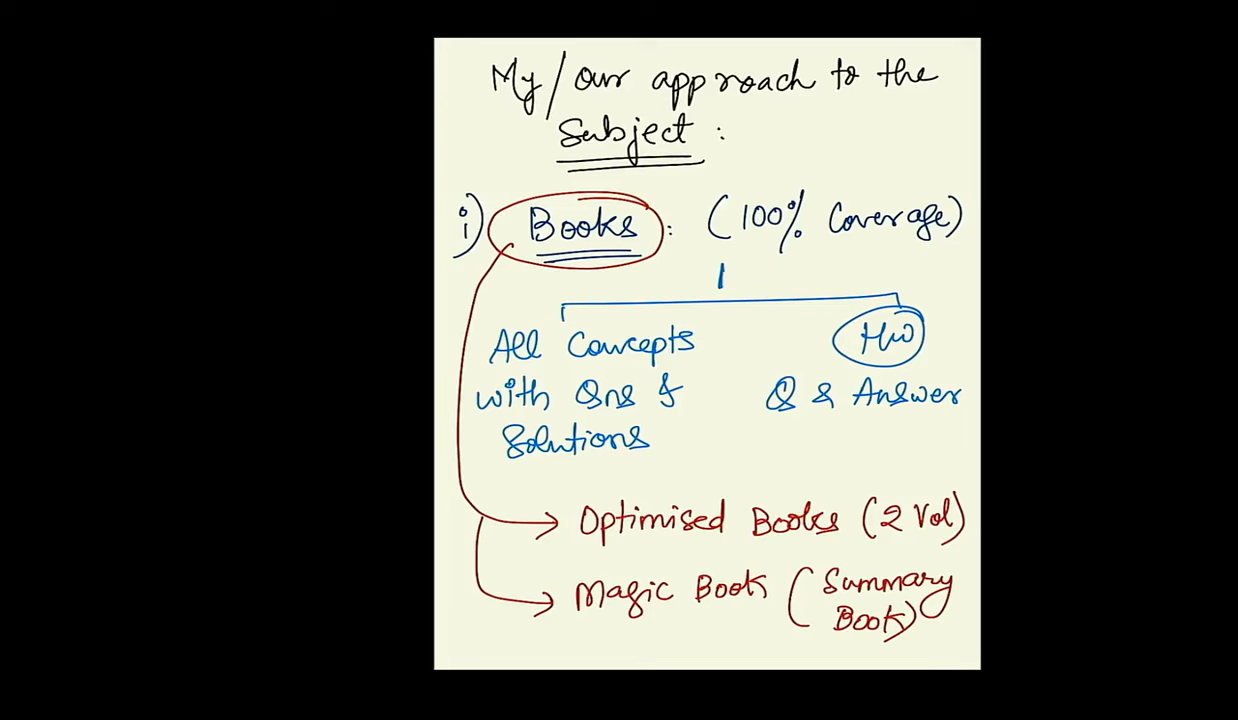 My/our approach to the
Subject :
i) Books : (100% Coverage)
All Concepts
with Qns &
Solutions
HW
Q & Answer
Optimised Books (2 Vol)
Magic Book (Summary
Book)